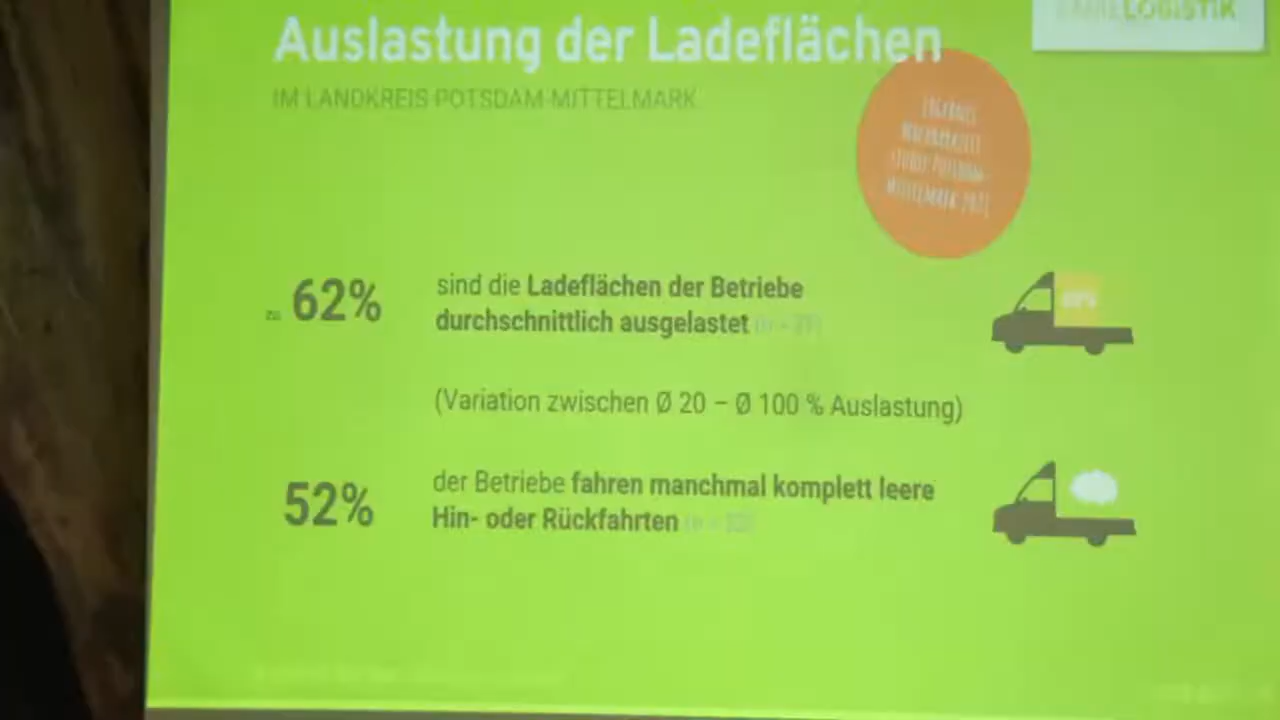 LOGISTIK
Auslastung der Ladeflächen
IM LANDKREIS POTSDAM-MITTELMARK
zu 62%
sind die Ladeflächen der Betriebe
durchschnittlich ausgelastet
(Variation zwischen Ø 20 – Ø 100 % Auslastung)
52%
der Betriebe fahren manchmal komplett leere
Hin- oder Rückfahrten